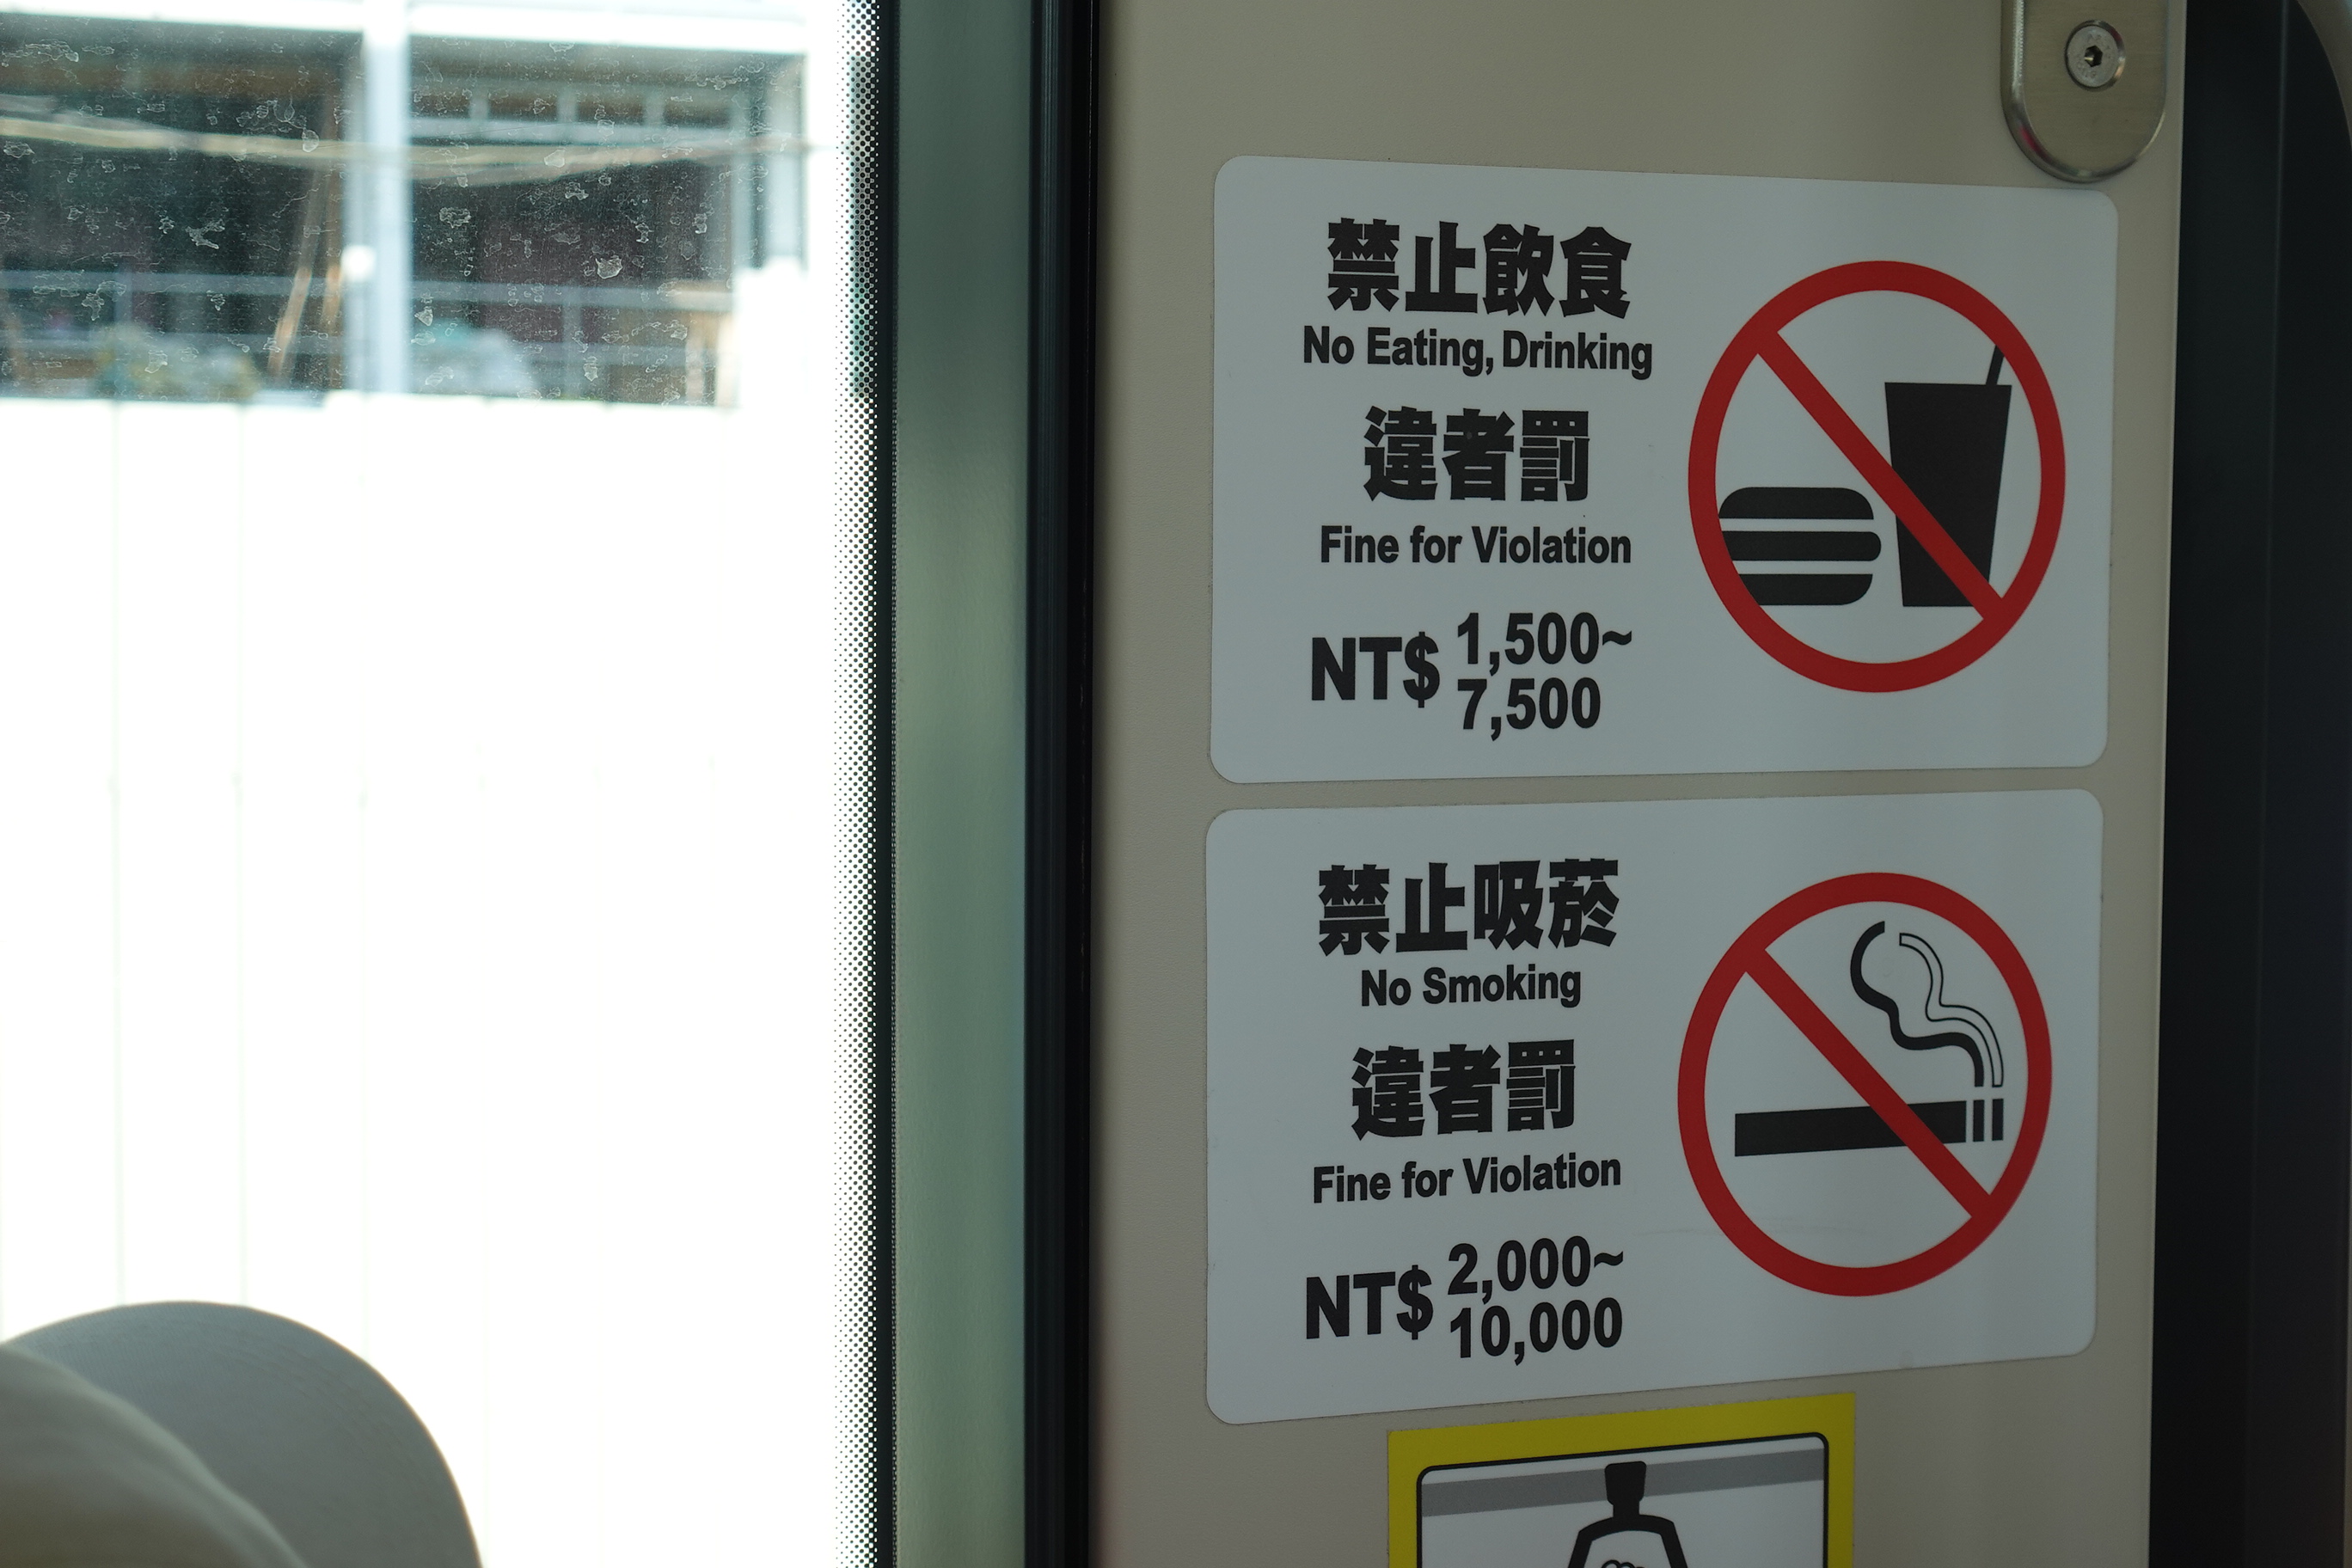 禁止飲食
No Eating, Drinking
違者罰
Fine for Violation
NT$ 1,500~
7,500
禁止吸菸
No Smoking
違者罰
Fine for Violation
NT$ 2,000~
10,000